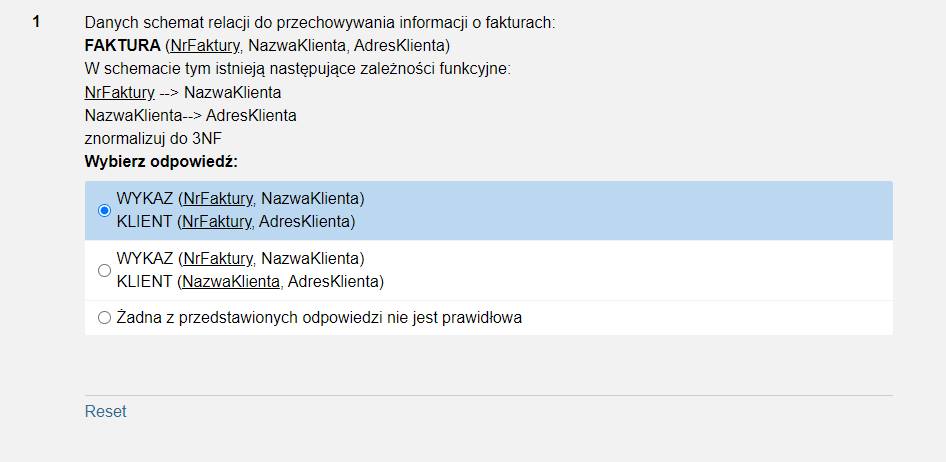 1
Danych schemat relacji do przechowywania informacji o fakturach:
FAKTURA (NrFaktury, NazwaKlienta, AdresKlienta)
W schemacie tym istnieją następujące zależności funkcyjne:
NrFaktury --> NazwaKlienta
NazwaKlienta--> AdresKlienta
znormalizuj do 3NF
Wybierz odpowiedź:
WYKAZ (NrFaktury, NazwaKlienta)
KLIENT (NrFaktury, AdresKlienta)
WYKAZ (NrFaktury, NazwaKlienta)
KLIENT (NazwaKlienta, AdresKlienta)
Żadna z przedstawionych odpowiedzi nie jest prawidłowa
Reset